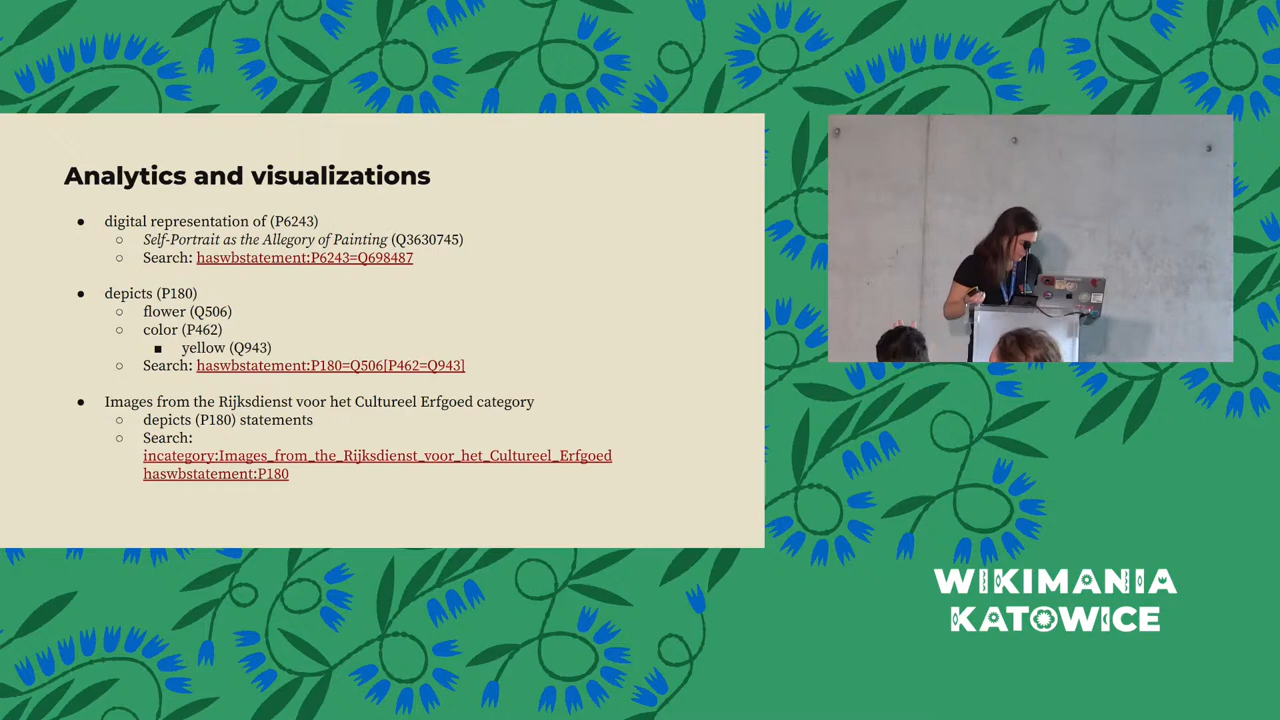 Analytics and visualizations
● digital representation of (P6243)
○ Self-Portrait as the Allegory of Painting (Q3630745)
○ Search: haswbstatement:P6243=Q698487
● depicts (P180)
○ flower (Q506)
○ color (P462)
■ yellow (Q943)
○ Search: haswbstatement:P180=Q506[P462=Q943]
● Images from the Rijksdienst voor het Cultureel Erfgoed category
○ depicts (P180) statements
○ Search:
incategory:Images_from_the_Rijksdienst_voor_het_Cultureel_Erfgoed
haswbstatement:P180
WIKIMANIA
KATOWICE